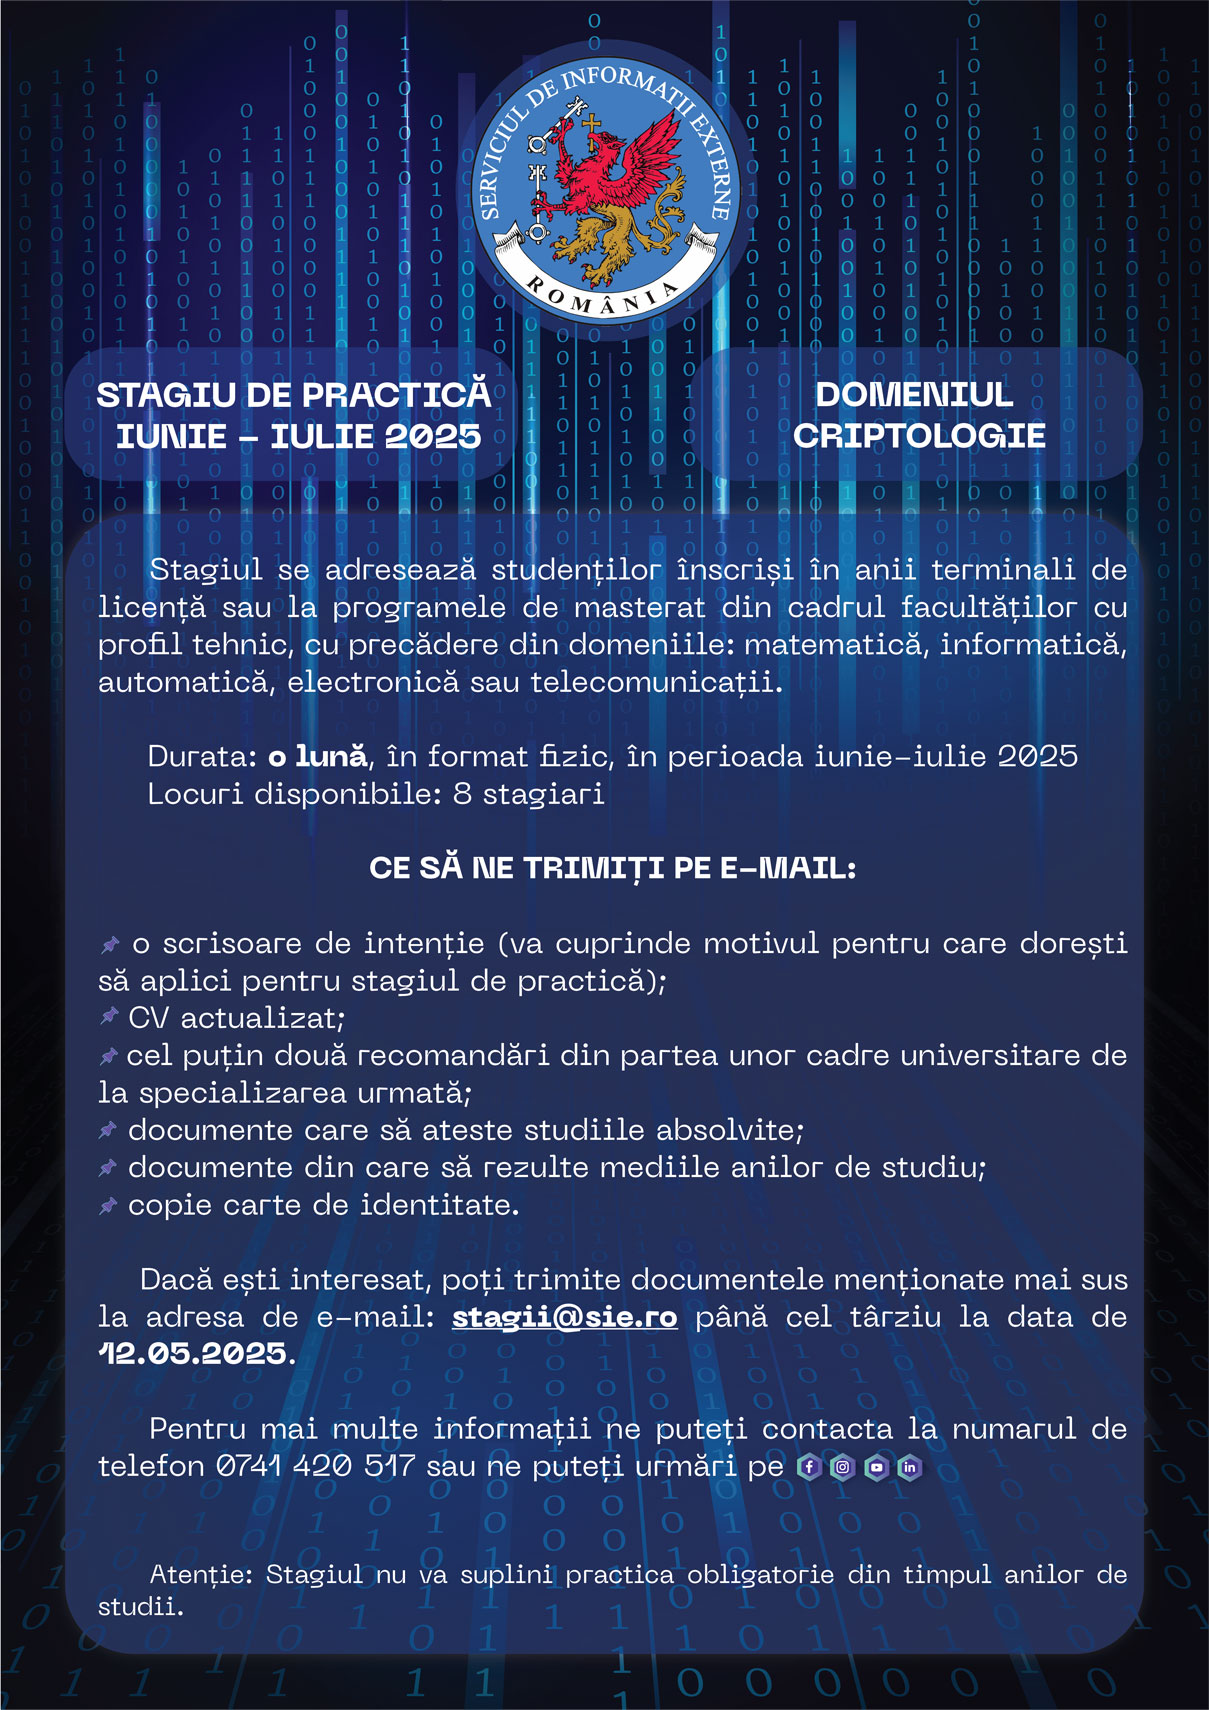 SERVICIUL DE INFORMAȚII EXTERNE
ROMÂNIA
STAGIU DE PRACTICĂ
IUNIE - IULIE 2025
DOMENIUL
CRIPTOLOGIE
Stagiul se adresează studenților înscriși în anii terminali de
licență sau la programele de masterat din cadrul facultăților cu
profil tehnic, cu precădere din domeniile: matematică, informatică,
automatică, electronică sau telecomunicații.
Durata: o lună, în format fizic, în perioada iunie-iulie 2025
Locuri disponibile: 8 stagiari
CE SĂ NE TRIMIȚI PE E-MAIL:
o scrisoare de intenție (va cuprinde motivul pentru care dorești
să aplici pentru stagiul de practică);
CV actualizat;
cel puțin două recomandări din partea unor cadre universitare de
la specializarea urmată;
documente care să ateste studiile absolvite;
documente din care să rezulte mediile anilor de studiu;
copie carte de identitate.
Dacă ești interesat, poți trimite documentele menționate mai sus
la adresa de e-mail: stagii@sie.ro până cel târziu la data de
12.05.2025.
Pentru mai multe informații ne puteți contacta la numarul de
telefon 0741 420 517 sau ne puteți urmări pe
Atenție: Stagiul nu va suplini practica obligatorie din timpul anilor de
studii.